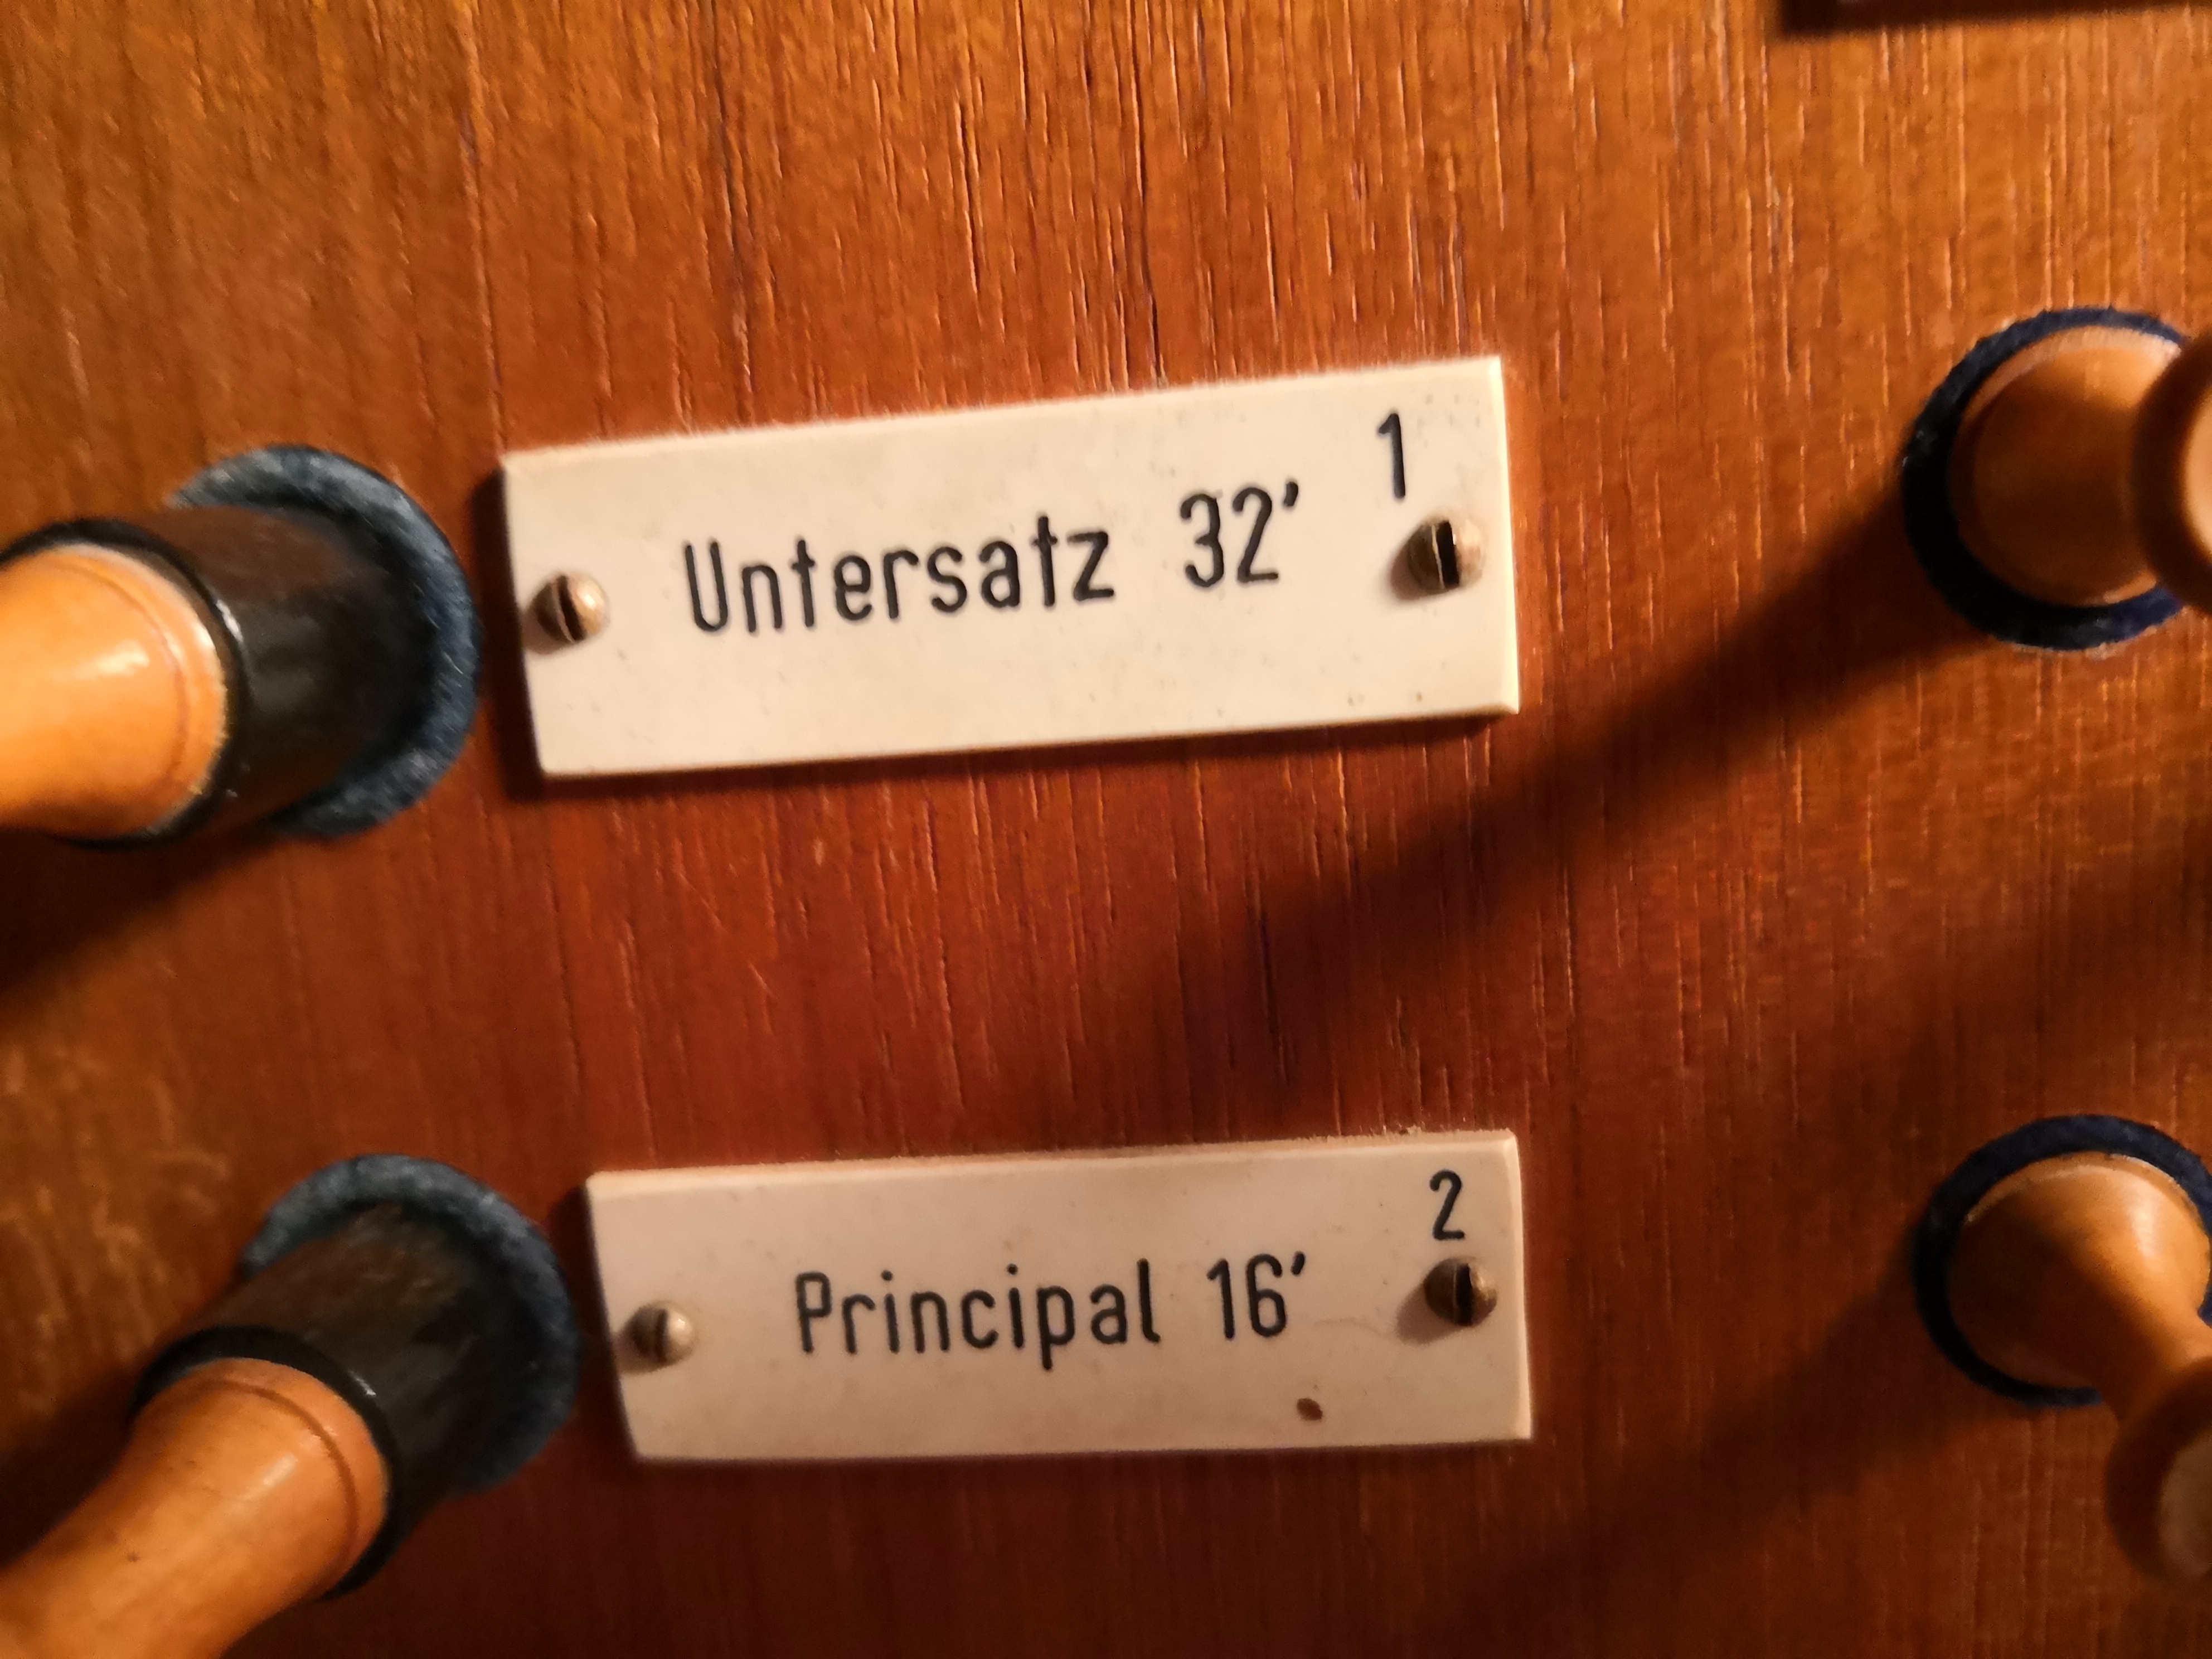 1
Untersatz 32'
2
Principal 16'